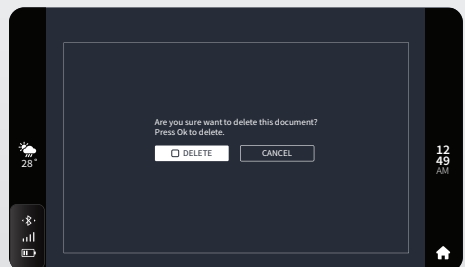 Are you sure want to delete this document?
Press Ok to delete.
DELETE
CANCEL
28°
12
49
AM